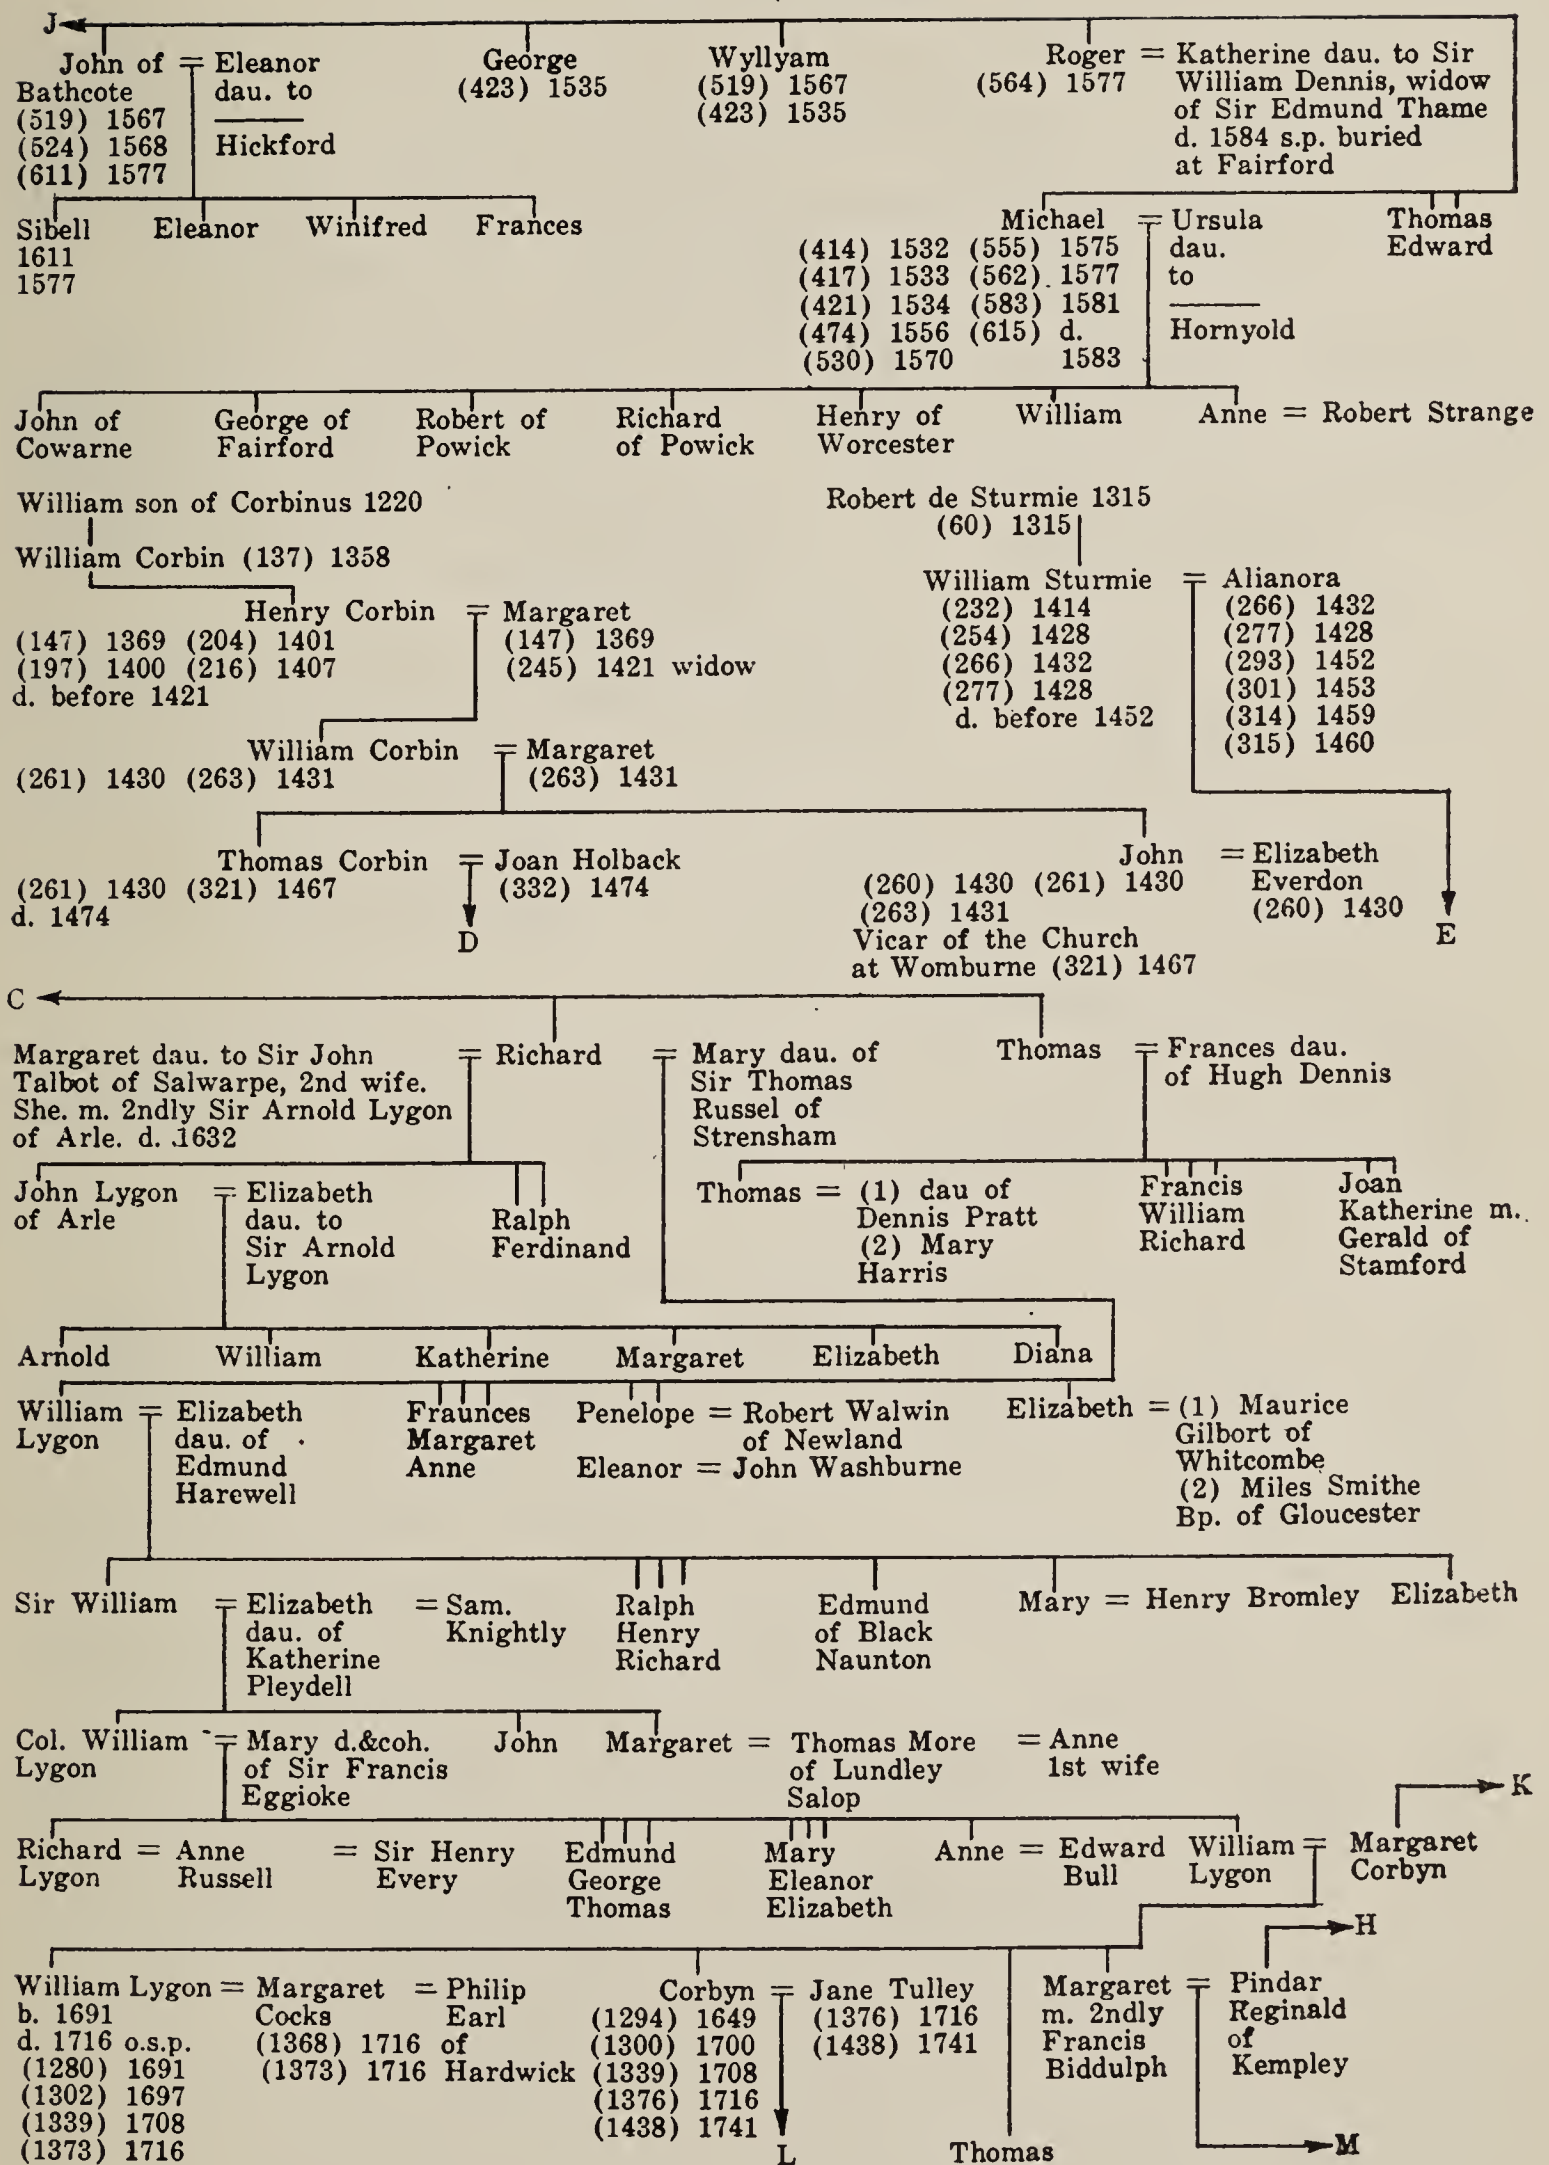 J
John of = Eleanor
Bathcote dau. to
(519) 1567
(524) 1568 Hickford
(611) 1577
George
(423) 1535
Wyllyam
(519) 1567
(423) 1535
Roger = Katherine dau. to Sir
(564) 1577 William Dennis, widow
of Sir Edmund Thame
d. 1584 s.p. buried
at Fairford
Sibell Eleanor Winifred Frances
1611
1577
Michael = Ursula
(414) 1532 (555) 1575 dau.
(417) 1533 (562) 1577 to
(421) 1534 (583) 1581
(474) 1556 (615) d. Hornyold
(530) 1570 1583
Thomas
Edward
John of George of Robert of Richard Henry of William Anne = Robert Strange
Cowarne Fairford Powick of Powick Worcester
William son of Corbinus 1220
William Corbin (137) 1358
Henry Corbin = Margaret
(147) 1369 (204) 1401 (147) 1369
(197) 1400 (216) 1407 (245) 1421 widow
d. before 1421
William Corbin = Margaret
(261) 1430 (263) 1431 (263) 1431
Robert de Sturmie 1315
(60) 1315
William Sturmie = Alianora
(232) 1414 (266) 1432
(254) 1428 (277) 1428
(266) 1432 (293) 1452
(277) 1428 (301) 1453
d. before 1452 (314) 1459
(315) 1460
Thomas Corbin = Joan Holback
(261) 1430 (321) 1467 (332) 1474
d. 1474
D
John = Elizabeth
(260) 1430 (261) 1430 Everdon
(263) 1431 (260) 1430
Vicar of the Church
at Womburne (321) 1467
E
C
Margaret dau. to Sir John = Richard = Mary dau. of
Talbot of Salwarpe, 2nd wife. Sir Thomas
She. m. 2ndly Sir Arnold Lygon Russel of
of Arle. d. 1632 Strensham
Thomas = Frances dau.
of Hugh Dennis
John Lygon = Elizabeth
of Arle dau. to
Sir Arnold
Lygon
Ralph
Ferdinand
Thomas = (1) dau of
Dennis Pratt
(2) Mary
Harris
Francis
William
Richard
Joan
Katherine m.
Gerald of
Stamford
Arnold William Katherine Margaret Elizabeth Diana
William = Elizabeth
Lygon dau. of
Edmund
Harewell
Fraunces
Margaret
Anne
Penelope = Robert Walwin
of Newland
Eleanor = John Washburne
Elizabeth = (1) Maurice
Gilbort of
Whitcombe
(2) Miles Smithe
Bp. of Gloucester
Sir William = Elizabeth = Sam.
dau. of Knightly
Katherine
Pleydell
Ralph
Henry
Richard
Edmund
of Black
Naunton
Mary = Henry Bromley Elizabeth
Col. William = Mary d.&coh.
Lygon of Sir Francis
Eggioke
John
Margaret = Thomas More = Anne
of Lundley 1st wife
Salop
K
Richard = Anne = Sir Henry
Lygon Russell Every
Edmund
George
Thomas
Mary
Eleanor
Elizabeth
Anne = Edward
Bull
William = Margaret
Lygon Corbyn
H
William Lygon = Margaret = Philip
b. 1691 Cocks Earl
d. 1716 o.s.p. (1368) 1716 of
(1280) 1691 (1373) 1716 Hardwick
(1302) 1697
(1339) 1708
(1373) 1716
Corbyn = Jane Tulley
(1294) 1649 (1376) 1716
(1300) 1700 (1438) 1741
(1339) 1708
(1376) 1716
(1438) 1741
L
Thomas
Margaret = Pindar
m. 2ndly Reginald
Francis of
Biddulph Kempley
M